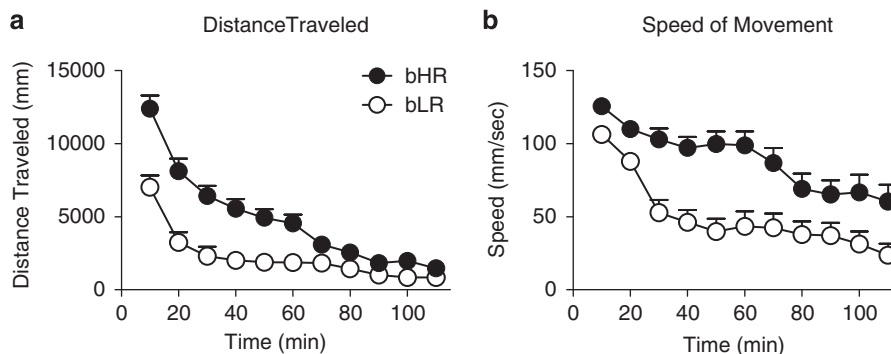 a
DistanceTraveled
Distance Traveled (mm)
15000
10000
5000
0
bHR
bLR
0 20 40 60 80 100
Time (min)
b
Speed of Movement
Speed (mm/sec)
150
100
50
0
0 20 40 60 80 100
Time (min)